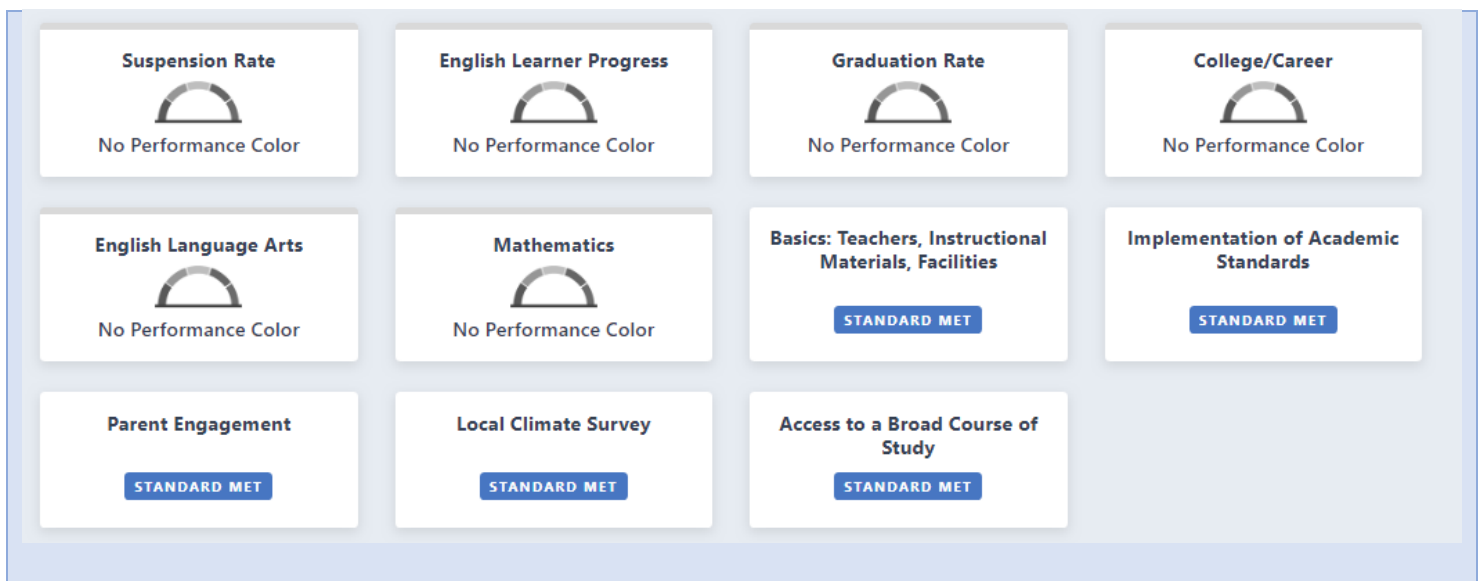 Suspension Rate
No Performance Color
English Learner Progress
No Performance Color
Graduation Rate
No Performance Color
College/Career
No Performance Color
English Language Arts
No Performance Color
Mathematics
No Performance Color
Basics: Teachers, Instructional
Materials, Facilities
STANDARD MET
Implementation of Academic
Standards
STANDARD MET
Parent Engagement
STANDARD MET
Local Climate Survey
STANDARD MET
Access to a Broad Course of
Study
STANDARD MET